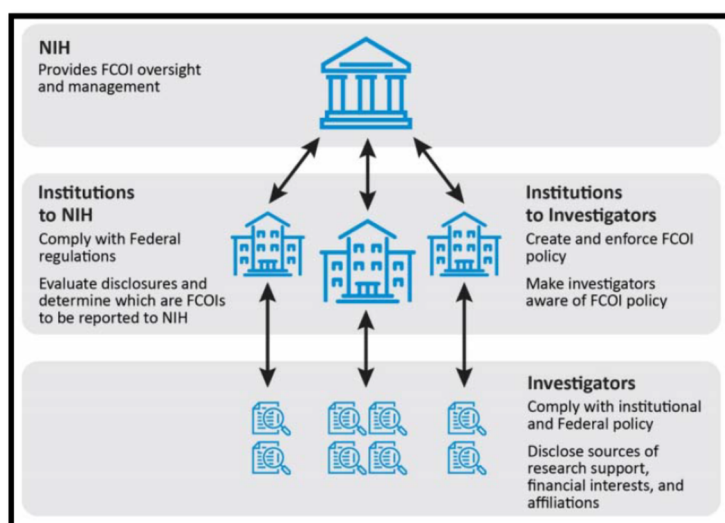 NIH
Provides FCOI oversight
and management
Institutions
to NIH
Comply with Federal
regulations
Evaluate disclosures and
determine which are FCOIs
to be reported to NIH
Institutions
to Investigators
Create and enforce FCOI
policy
Make investigators
aware of FCOI policy
Investigators
Comply with institutional
and Federal policy
Disclose sources of
research support,
financial interests, and
affiliations